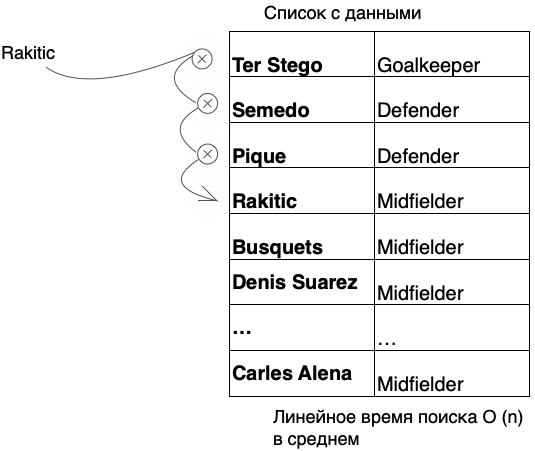 Список с данными
Rakitic
Ter Stego Goalkeeper
Semedo Defender
Pique Defender
Rakitic Midfielder
Busquets Midfielder
Denis Suarez Midfielder
... ...
Carles Alena Midfielder
Линейное время поиска O (n)
в среднем